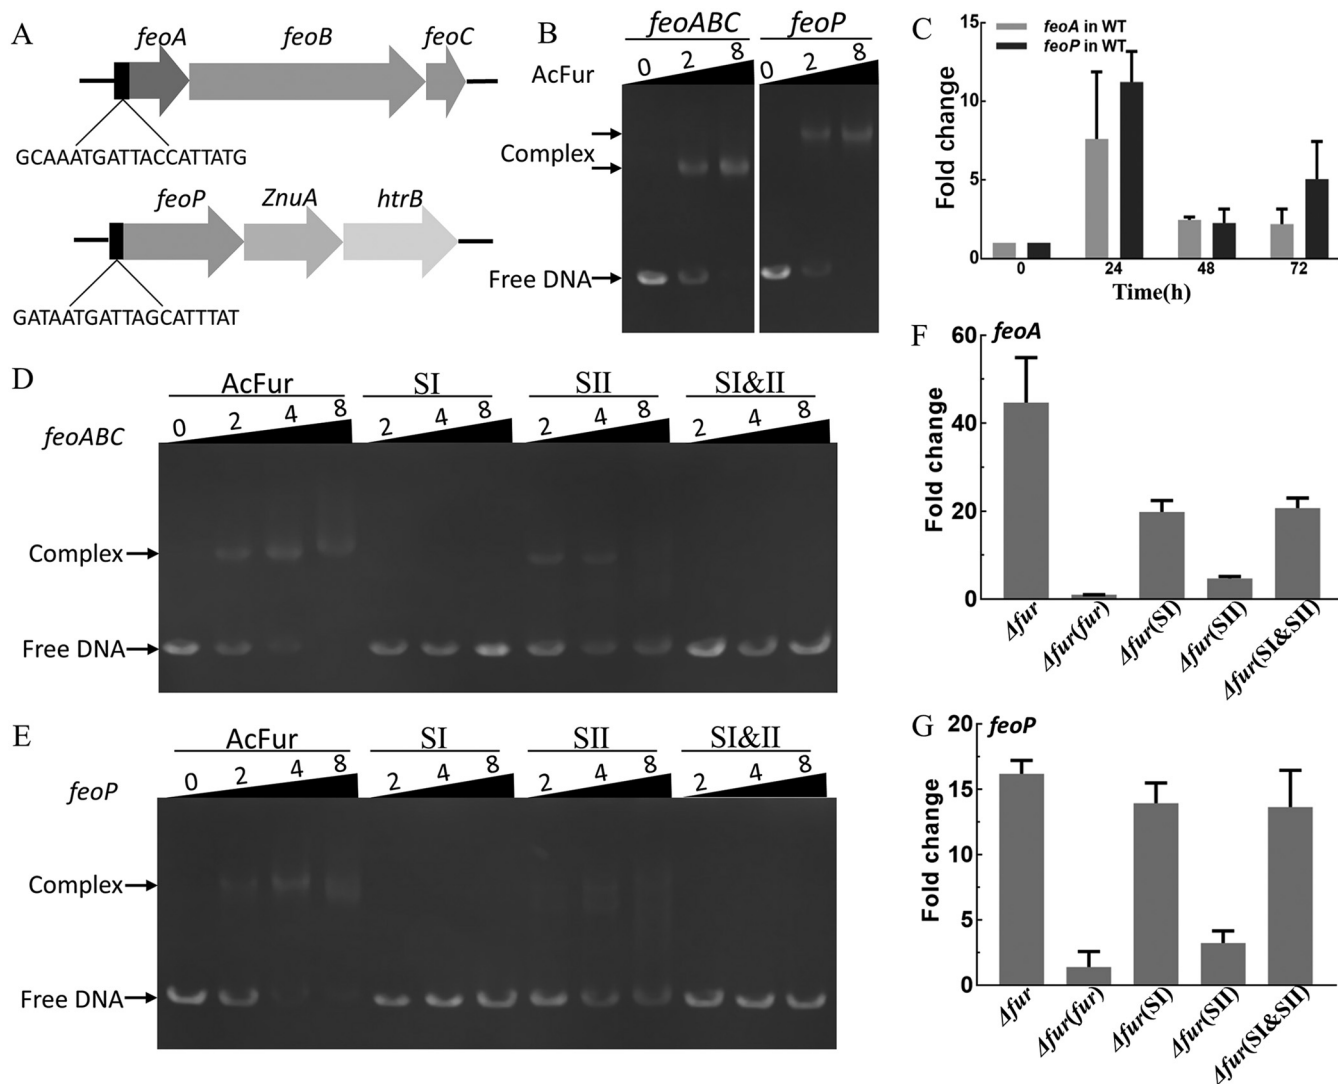 A
feoA feoB feoC
GCAAATGATTACCATTATG
feoP ZnuA htrB
GATAATGATTAGCATTTAT
B
feoABC feoP
AcFur 0 2 8 0 2 8
Complex
Free DNA
C
feoA in WT
feoP in WT
Fold change
15
10
5
0
0 24 48 72
Time(h)
D
AcFur SI SII SI&II
feoABC 0 2 4 8 2 4 8 2 4 8 2 4 8
Complex
Free DNA
E
AcFur SI SII SI&II
feoP 0 2 4 8 2 4 8 2 4 8 2 4 8
Complex
Free DNA
F
feoA
Fold change
60
40
20
0
Δfur Δfur(fur) Δfur(SI) Δfur(SII) Δfur(SI&SII)
G
feoP
Fold change
20
15
10
5
0
Δfur Δfur(fur) Δfur(SI) Δfur(SII) Δfur(SI&SII)